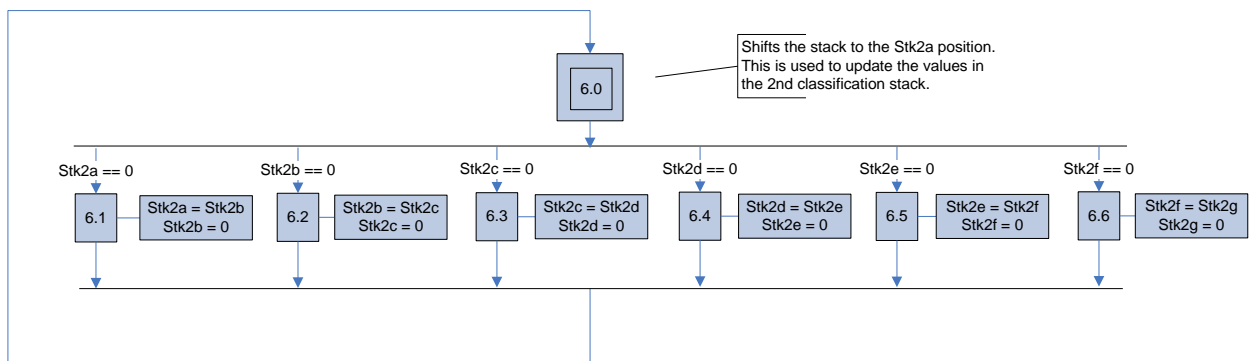 Shifts the stack to the Stk2a position.
This is used to update the values in
the 2nd classification stack.
6.0
Stk2a == 0
Stk2b == 0
Stk2c == 0
Stk2d == 0
Stk2e == 0
Stk2f == 0
6.1
Stk2a = Stk2b
Stk2b = 0
6.2
Stk2b = Stk2c
Stk2c = 0
6.3
Stk2c = Stk2d
Stk2d = 0
6.4
Stk2d = Stk2e
Stk2e = 0
6.5
Stk2e = Stk2f
Stk2f = 0
6.6
Stk2f = Stk2g
Stk2g = 0